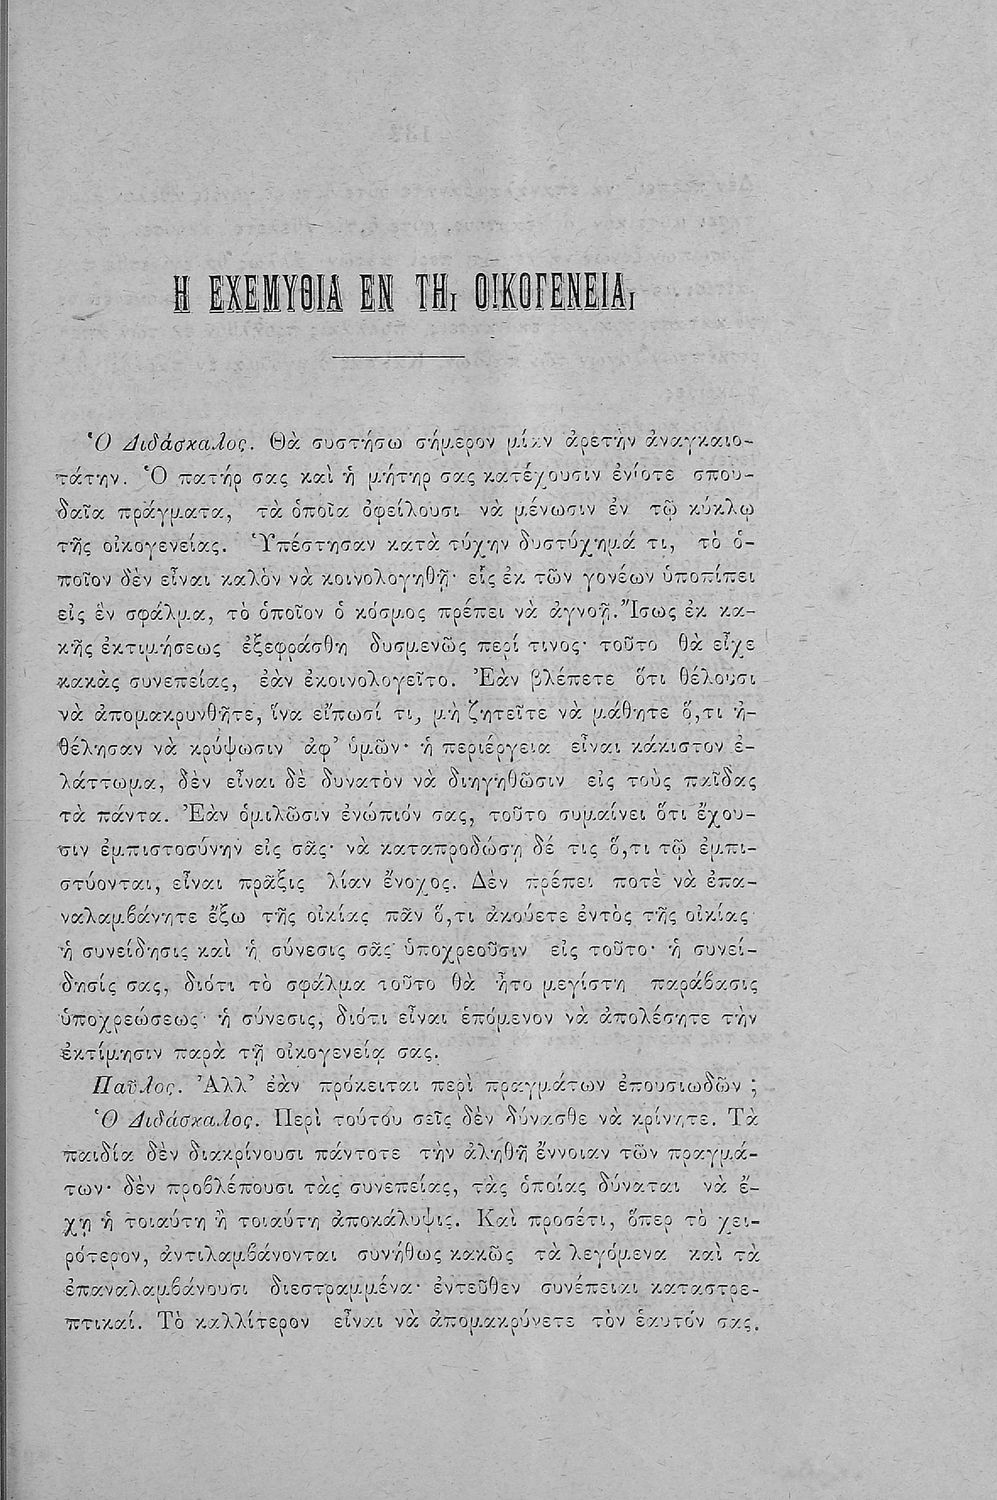 Η ΕΧΕΜΥΘΙΑ ΕΝ ΤΗι ΟΙΚΟΓΕΝΕΙΑι
Ὁ Διδάσκαλος. Θὰ συστήσω σήμερον μίαν ἀρετὴν ἀναγκαιο-
τάτην. Ὁ πατήρ σας καὶ ἡ μήτηρ σας κατέχουσιν ἐνίοτε σπου-
δαῖα πράγματα, τὰ ὁποῖα ὀφείλουσι νὰ μένωσιν ἐν τῷ κύκλῳ
τῆς οἰκογενείας. Ὑπέστησαν κατὰ τύχην δυστύχημά τι, τὸ ὁ-
ποῖον δὲν εἶναι καλὸν νὰ κοινολογηθῇ· εἷς ἐκ τῶν γονέων ὑποπίπει
εἰς ἓν σφάλμα, τὸ ὁποῖον ὁ κόσμος πρέπει νὰ ἀγνοῇ. Ἴσως ἐκ κα-
κῆς ἐκτιμήσεως ἐξεφράσθη δυσμενῶς περί τινος· τοῦτο θὰ εἶχε
κακὰς συνεπείας, ἐὰν ἐκοινολογεῖτο. Ἐὰν βλέπετε ὅτι θέλουσι
νὰ ἀπομακρυνθῆτε, ἵνα εἴπωσί τι, μὴ ζητεῖτε νὰ μάθητε ὅ,τι ἠ-
θέλησαν νὰ κρύψωσιν ἀφ' ὑμῶν· ἡ περιέργεια εἶναι κάκιστον ἐ-
λάττωμα, δὲν εἶναι δὲ δυνατὸν νὰ διηγηθῶσιν εἰς τοὺς παῖδας
τὰ πάντα. Ἐὰν ὁμιλῶσιν ἐνώπιόν σας, τοῦτο συμαίνει ὅτι ἔχου-
σιν ἐμπιστοσύνην εἰς σᾶς· νὰ καταπροδώσῃ δέ τις ὅ,τι τῷ ἐμπι-
στύονται, εἶναι πρᾶξις λίαν ἔνοχος. Δὲν πρέπει ποτὲ νὰ ἐπα-
ναλαμβάνητε ἔξω τῆς οἰκίας πᾶν ὅ,τι ἀκούετε ἐντὸς τῆς οἰκίας
ἡ συνείδησις καὶ ἡ σύνεσις σᾶς ὑποχρεοῦσιν εἰς τοῦτο· ἡ συνεί-
δησίς σας, διότι τὸ σφάλμα τοῦτο θὰ ἦτο μεγίστη παράβασις
ὑποχρεώσεως· ἡ σύνεσις, διότι εἶναι ἑπόμενον νὰ ἀπολέσητε τὴν
ἐκτίμησιν παρὰ τῇ οἰκογενείᾳ σας.
Παῦλος. Ἀλλ' ἐὰν πρόκειται περὶ πραγμάτων ἐπουσιωδῶν ;
Ὁ Διδάσκαλος. Περὶ τούτου σεῖς δὲν δύνασθε νὰ κρίνητε. Τὰ
παιδία δὲν διακρίνουσι πάντοτε τὴν ἀληθῆ ἔννοιαν τῶν πραγμά-
των· δὲν προβλέπουσι τὰς συνεπείας, τὰς ὁποίας δύναται νὰ ἔ-
χῃ ἡ τοιαύτη ἢ τοιαύτη ἀποκάλυψις. Καὶ προσέτι, ὅπερ τὸ χει-
ρότερον, ἀντιλαμβάνονται συνήθως κακῶς τὰ λεγόμενα καὶ τὰ
ἐπαναλαμβάνουσι διεστραμμένα· ἐντεῦθεν συνέπειαι καταστρε-
πτικαί. Τὸ καλλίτερον εἶναι νὰ ἀπομακρύνετε τὸν ἑαυτόν σας.